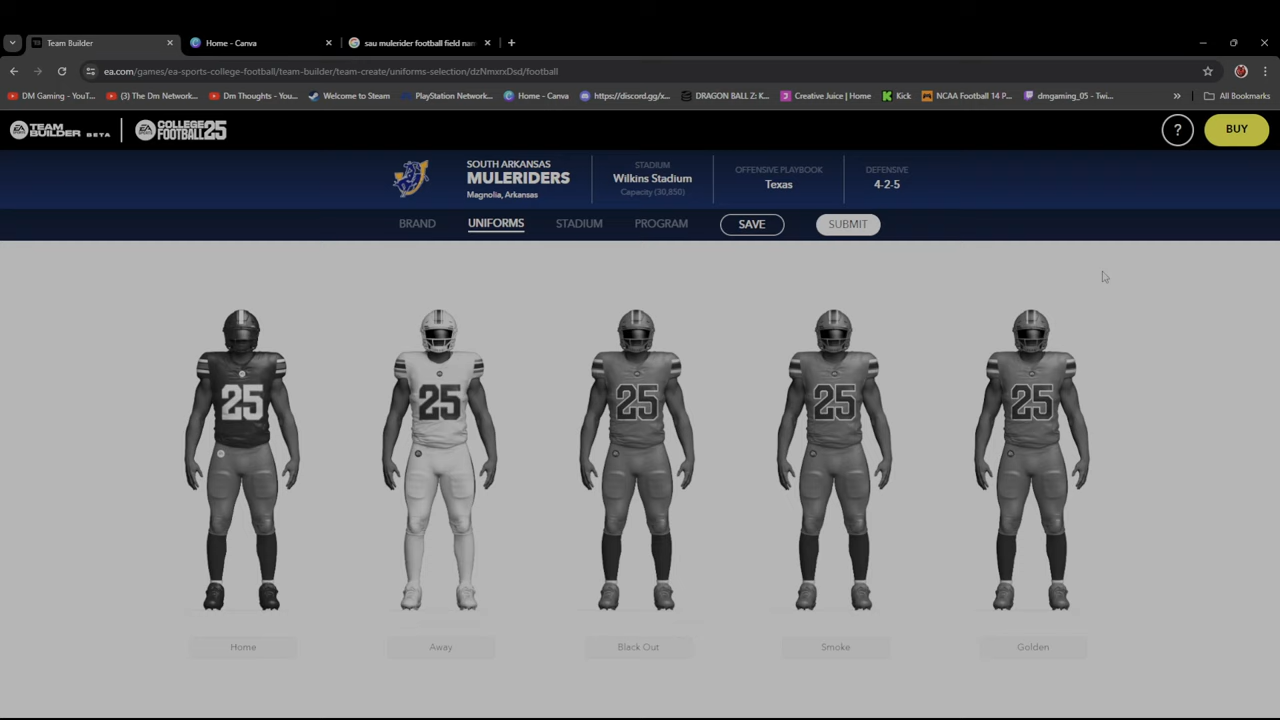 Team Builder
Home - Canva
sau mulerider football field nam
ea.com/games/ea-sports-college-football/team-builder/team-create/uniforms-selection/dzNmxrxDsd/football
DM Gaming - YouT...
(3) The Dm Network...
Dm Thoughts - You...
Welcome to Steam
PlayStation Network...
Home - Canva
https://discord.gg/x...
DRAGON BALL Z: K...
Creative Juice | Home
Kick
NCAA Football 14 P...
dmgaming_05 - Twi...
»
All Bookmarks
EA SPORTS TEAM BUILDER BETA
EA SPORTS COLLEGE FOOTBALL 25
?
BUY
SOUTH ARKANSAS
MULERIDERS
Magnolia, Arkansas
STADIUM
Wilkins Stadium
Capacity (30,850)
OFFENSIVE PLAYBOOK
Texas
DEFENSIVE
4-2-5
BRAND
UNIFORMS
STADIUM
PROGRAM
SAVE
SUBMIT
25
25
25
25
25
Home
Away
Black Out
Smoke
Golden